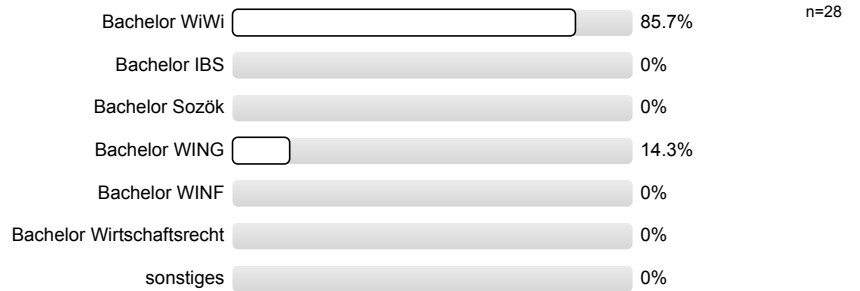 Bachelor WiWi 85.7% n=28
Bachelor IBS 0%
Bachelor Sozök 0%
Bachelor WING 14.3%
Bachelor WINF 0%
Bachelor Wirtschaftsrecht 0%
sonstiges 0%